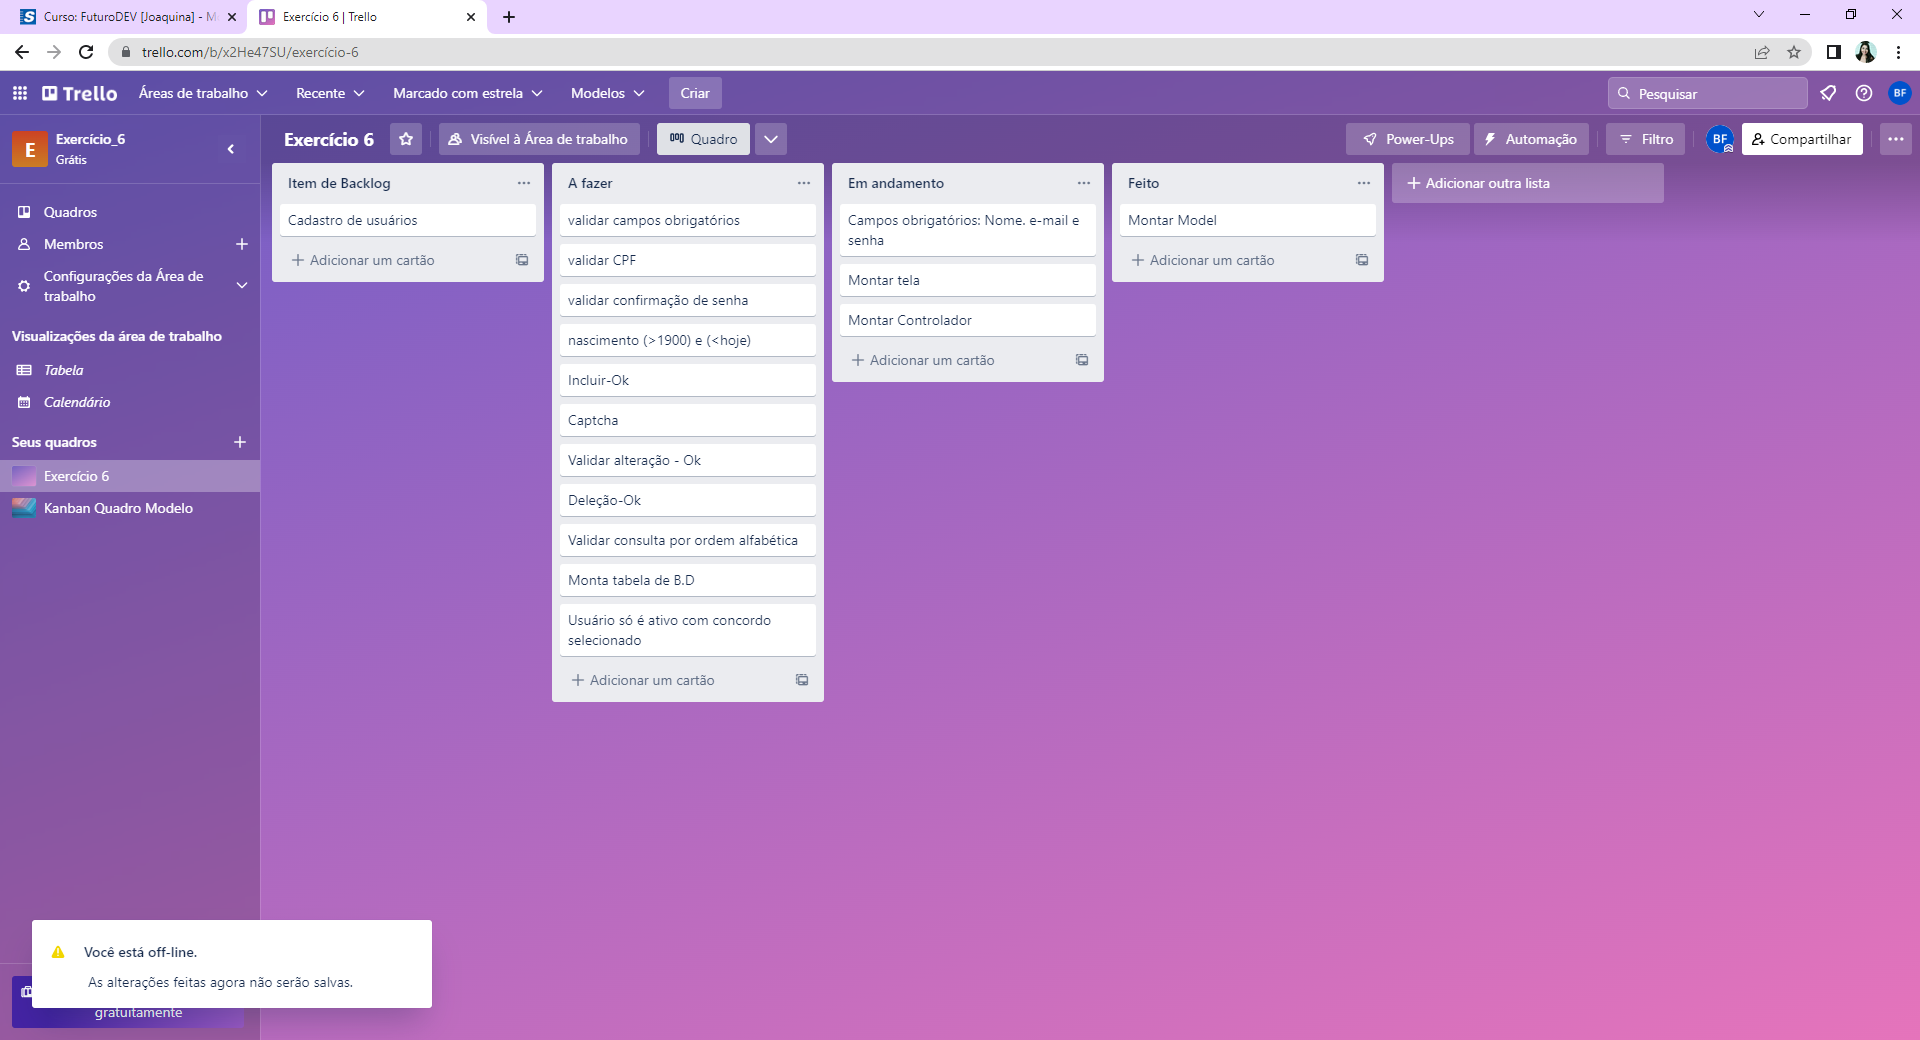 Curso: FuturoDEV [Joaquina] - M
Exercício 6 | Trello
trello.com/b/x2He47SU/exercício-6
Trello
Áreas de trabalho
Recente
Marcado com estrela
Modelos
Criar
Pesquisar
BF
E
Exercício_6
Grátis
Exercício 6
Visível à Área de trabalho
Quadro
Power-Ups
Automação
Filtro
BF
Compartilhar
Quadros
Membros
Configurações da Área de
trabalho
Visualizações da área de trabalho
Tabela
Calendário
Seus quadros
Exercício 6
Kanban Quadro Modelo
Item de Backlog
Cadastro de usuários
Adicionar um cartão
A fazer
validar campos obrigatórios
validar CPF
validar confirmação de senha
nascimento (>1900) e (<hoje)
Incluir-Ok
Captcha
Validar alteração - Ok
Deleção-Ok
Validar consulta por ordem alfabética
Monta tabela de B.D
Usuário só é ativo com concordo
selecionado
Adicionar um cartão
Em andamento
Campos obrigatórios: Nome. e-mail e
senha
Montar tela
Montar Controlador
Adicionar um cartão
Feito
Montar Model
Adicionar um cartão
Adicionar outra lista
Você está off-line.
As alterações feitas agora não serão salvas.
gratuitamente